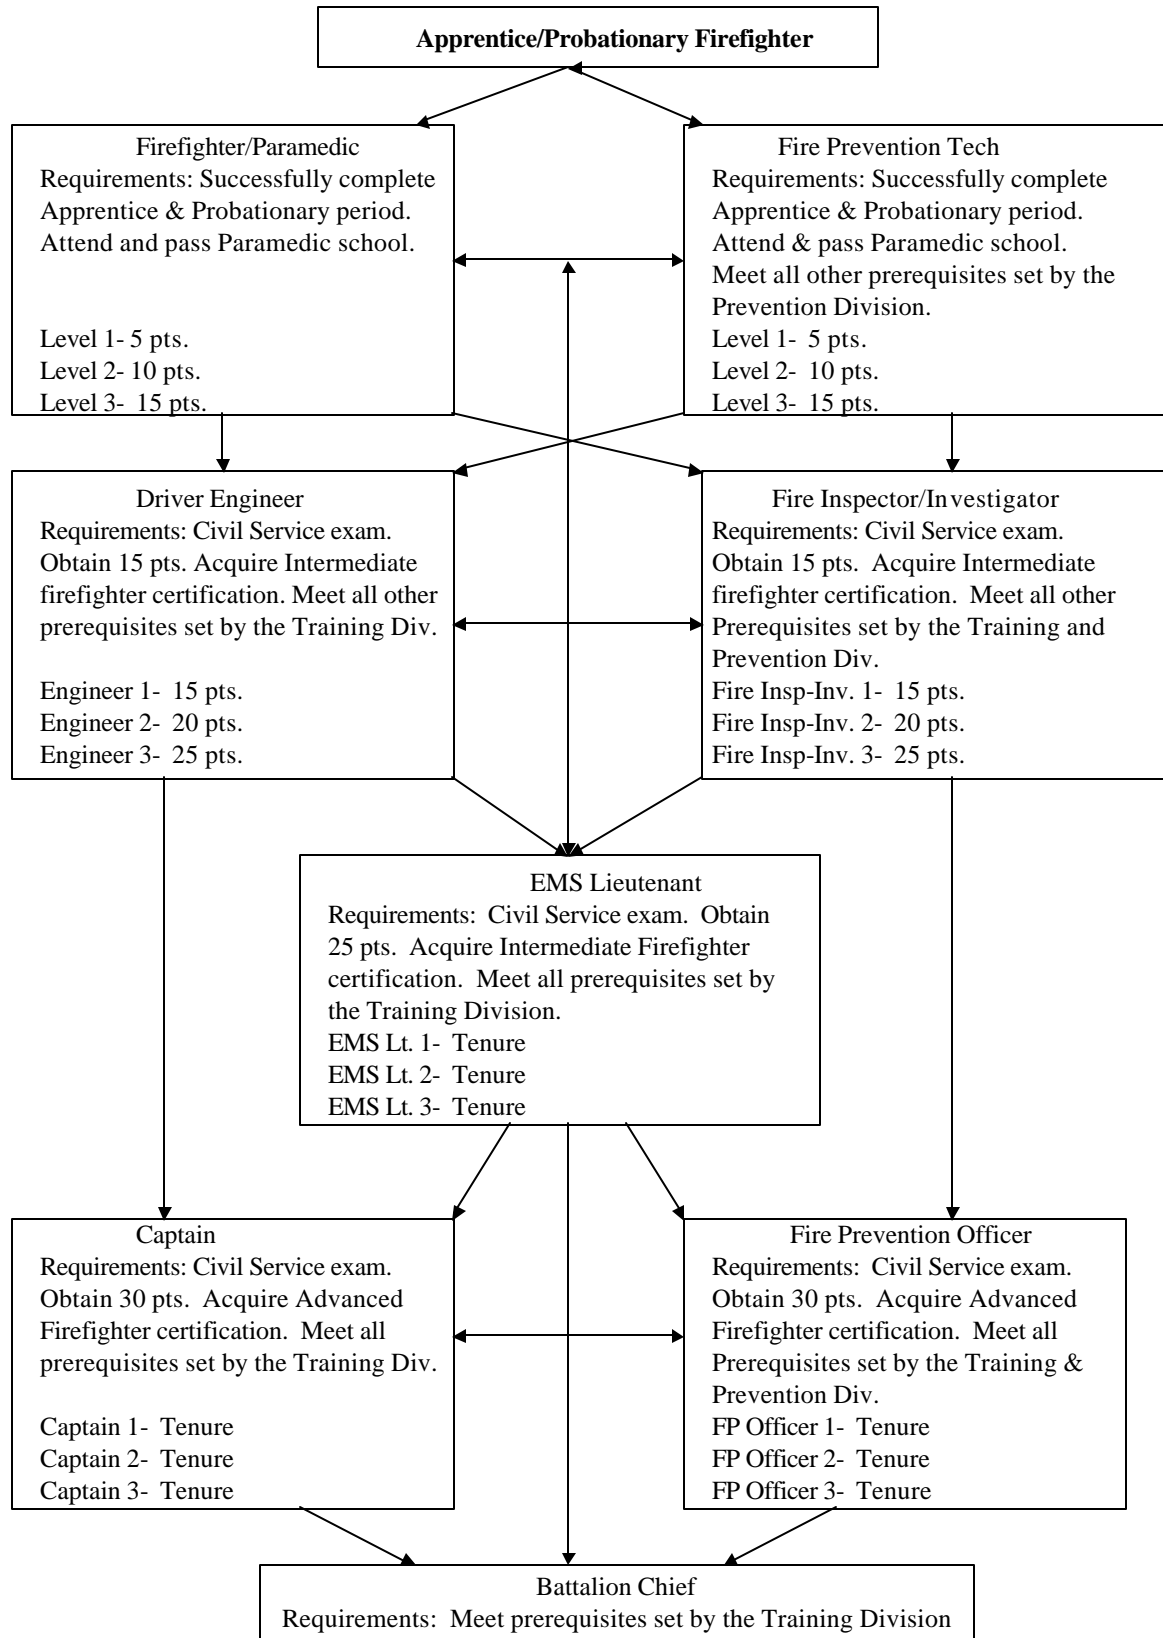 Apprentice/Probationary Firefighter
Firefighter/Paramedic
Requirements: Successfully complete
Apprentice & Probationary period.
Attend and pass Paramedic school.
Level 1- 5 pts.
Level 2- 10 pts.
Level 3- 15 pts.
Fire Prevention Tech
Requirements: Successfully complete
Apprentice & Probationary period.
Attend & pass Paramedic school.
Meet all other prerequisites set by the
Prevention Division.
Level 1- 5 pts.
Level 2- 10 pts.
Level 3- 15 pts.
Driver Engineer
Requirements: Civil Service exam.
Obtain 15 pts. Acquire Intermediate
firefighter certification. Meet all other
prerequisites set by the Training Div.
Engineer 1- 15 pts.
Engineer 2- 20 pts.
Engineer 3- 25 pts.
Fire Inspector/Investigator
Requirements: Civil Service exam.
Obtain 15 pts. Acquire Intermediate
firefighter certification. Meet all other
Prerequisites set by the Training and
Prevention Div.
Fire Insp-Inv. 1- 15 pts.
Fire Insp-Inv. 2- 20 pts.
Fire Insp-Inv. 3- 25 pts.
EMS Lieutenant
Requirements: Civil Service exam. Obtain
25 pts. Acquire Intermediate Firefighter
certification. Meet all prerequisites set by
the Training Division.
EMS Lt. 1- Tenure
EMS Lt. 2- Tenure
EMS Lt. 3- Tenure
Captain
Requirements: Civil Service exam.
Obtain 30 pts. Acquire Advanced
Firefighter certification. Meet all
prerequisites set by the Training Div.
Captain 1- Tenure
Captain 2- Tenure
Captain 3- Tenure
Fire Prevention Officer
Requirements: Civil Service exam.
Obtain 30 pts. Acquire Advanced
Firefighter certification. Meet all
Prerequisites set by the Training &
Prevention Div.
FP Officer 1- Tenure
FP Officer 2- Tenure
FP Officer 3- Tenure
Battalion Chief
Requirements: Meet prerequisites set by the Training Division